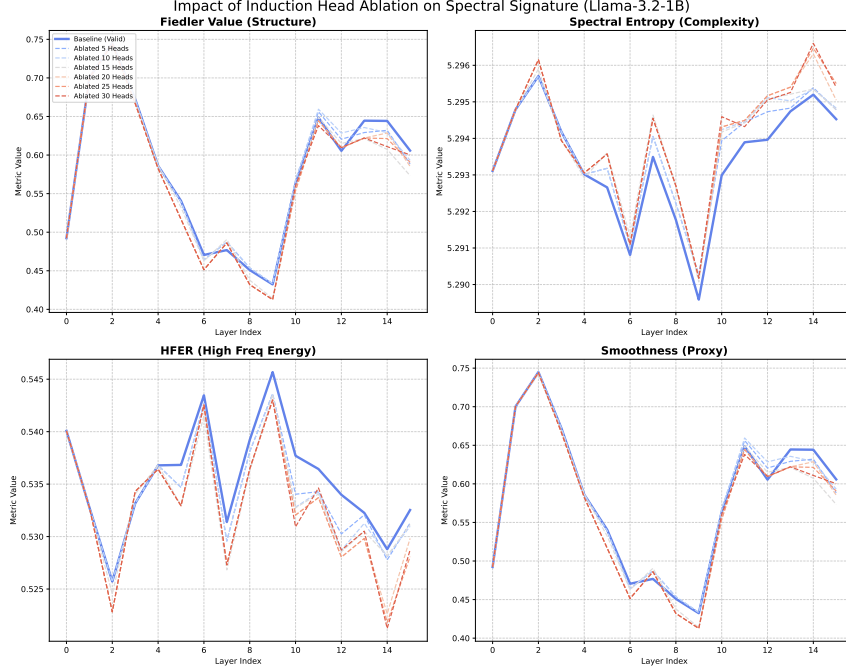 Impact of Induction Head Ablation on Spectral Signature (Llama-3.2-1B)
Fiedler Value (Structure)
Metric Value
0.75
0.70
0.65
0.60
0.55
0.50
0.45
0.40
Baseline (Valid)
Ablated 5 Heads
Ablated 10 Heads
Ablated 15 Heads
Ablated 20 Heads
Ablated 25 Heads
Ablated 30 Heads
0 2 4 6 8 10 12 14
Layer Index
Spectral Entropy (Complexity)
Metric Value
5.296
5.295
5.294
5.293
5.292
5.291
5.290
0 2 4 6 8 10 12 14
Layer Index
HFER (High Freq Energy)
Metric Value
0.545
0.540
0.535
0.530
0.525
0 2 4 6 8 10 12 14
Layer Index
Smoothness (Proxy)
Metric Value
0.75
0.70
0.65
0.60
0.55
0.50
0.45
0.40
0 2 4 6 8 10 12 14
Layer Index